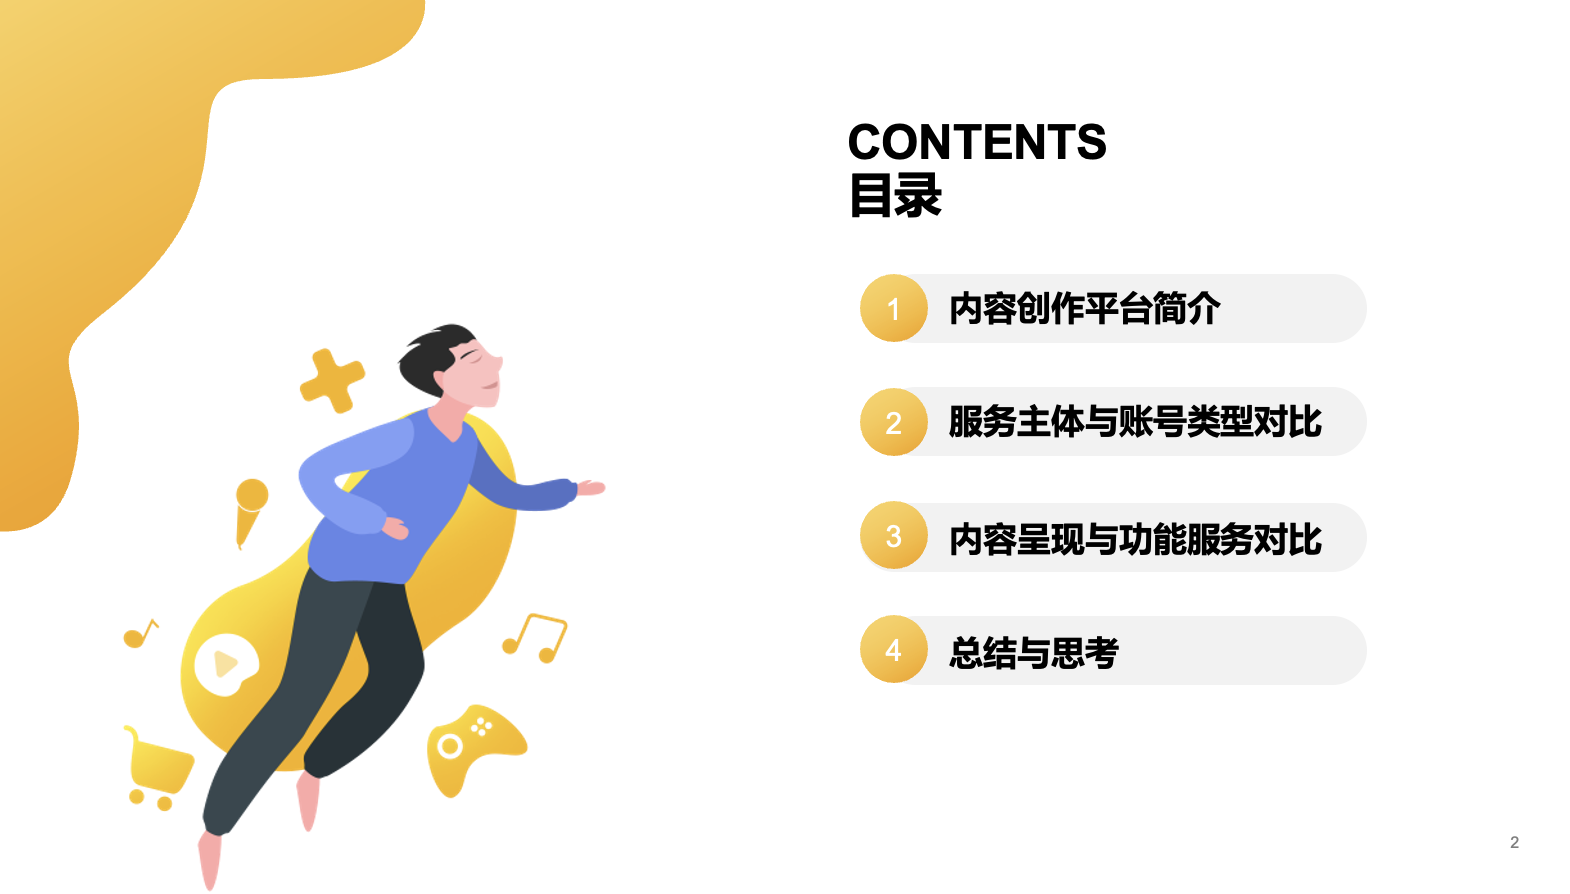 CONTENTS
目录
1 内容创作平台简介
2 服务主体与账号类型对比
3 内容呈现与功能服务对比
4 总结与思考
2